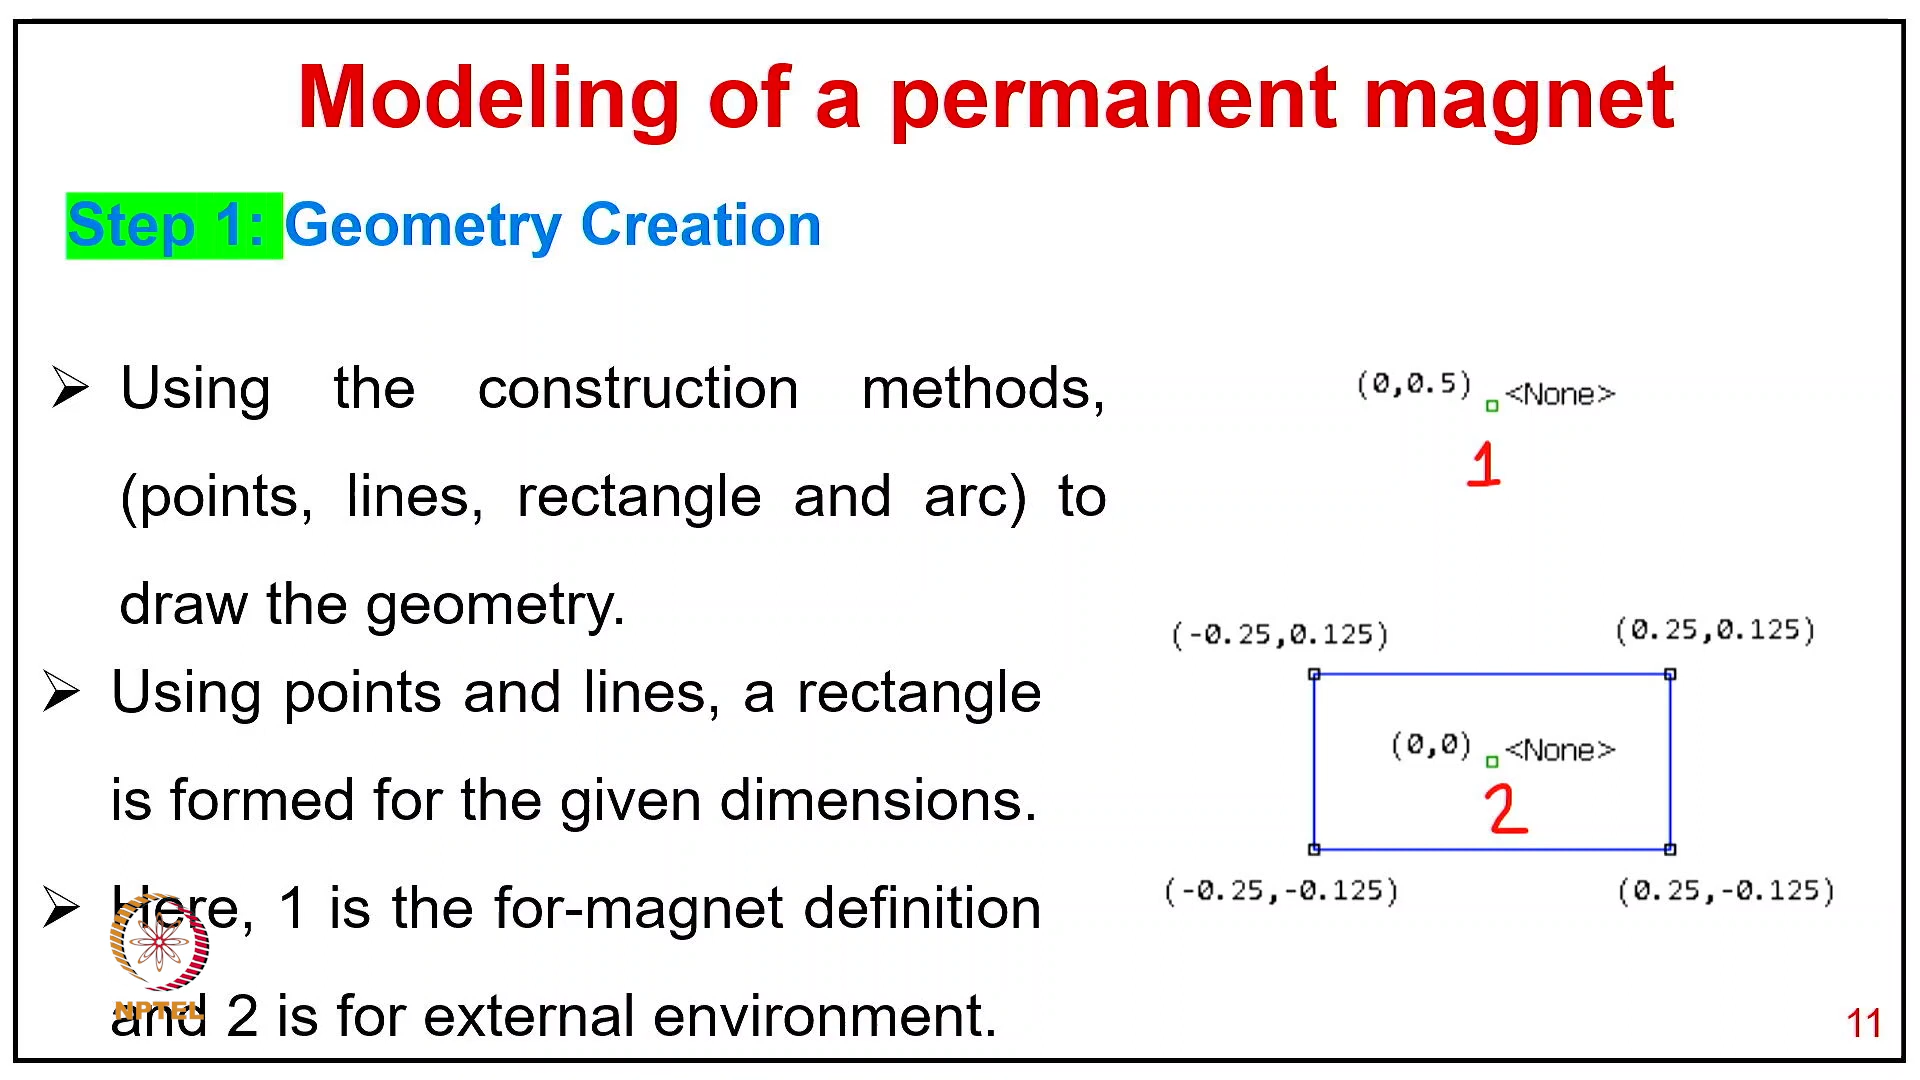 Modeling of a permanent magnet
Step 1: Geometry Creation
Using the construction methods,
(points, lines, rectangle and arc) to
draw the geometry.
Using points and lines, a rectangle
is formed for the given dimensions.
Here, 1 is the for-magnet definition
and 2 is for external environment.
(0,0.5) <None>
1
(-0.25,0.125) (0.25,0.125)
(0,0) <None>
2
(-0.25,-0.125) (0.25,-0.125)
NPTEL
11